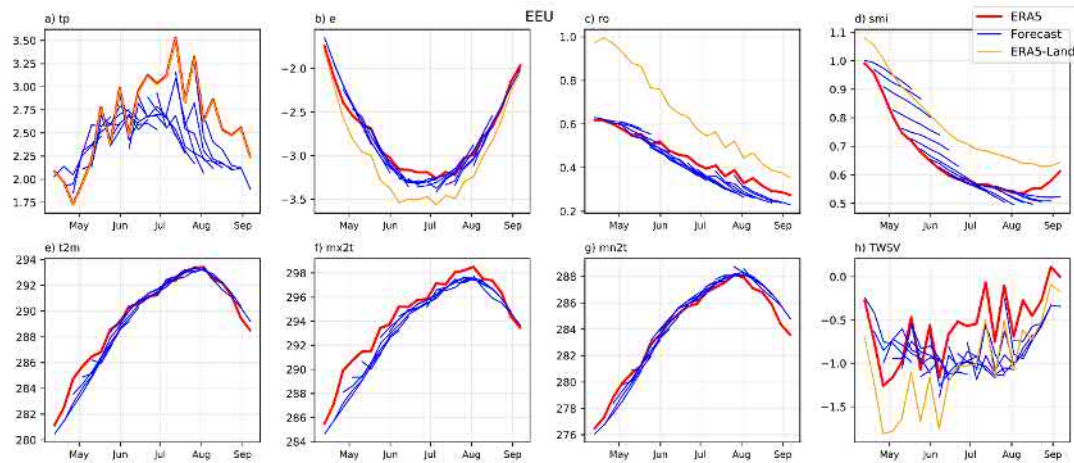 EEU
a) tp
3.50
3.25
3.00
2.75
2.50
2.25
2.00
1.75
May Jun Jul Aug Sep
b) e
−2.0
−2.5
−3.0
−3.5
May Jun Jul Aug Sep
c) ro
1.0
0.8
0.6
0.4
0.2
May Jun Jul Aug Sep
d) smi
1.1
1.0
0.9
0.8
0.7
0.6
0.5
May Jun Jul Aug Sep
ERA5
Forecast
ERA5-Land
e) t2m
294
292
290
288
286
284
282
280
May Jun Jul Aug Sep
f) mx2t
298
296
294
292
290
288
286
284
May Jun Jul Aug Sep
g) mn2t
288
286
284
282
280
278
276
May Jun Jul Aug Sep
h) TWSV
0.0
−0.5
−1.0
−1.5
May Jun Jul Aug Sep